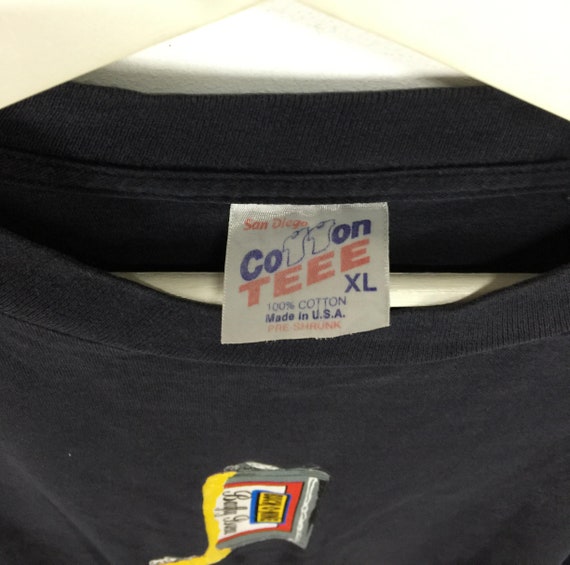 San Diego
Cotton
TEEE
XL
100% COTTON
Made in U.S.A.
PRE-SHRUNK